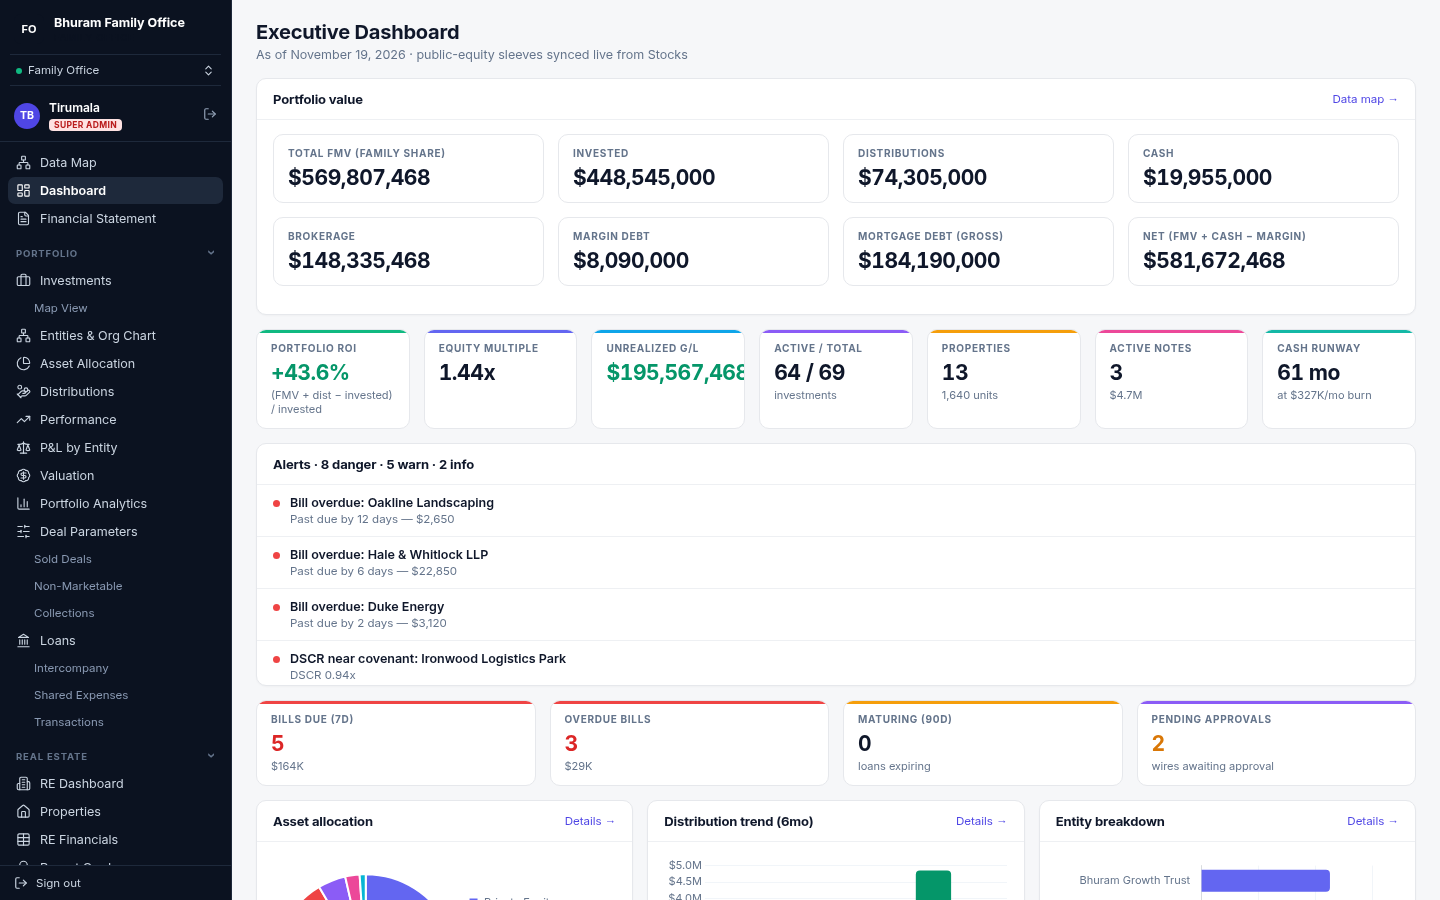 FO
Bhuram Family Office
Family Office
TB
Tirumala
SUPER ADMIN
Data Map
Dashboard
Financial Statement
PORTFOLIO
Investments
Map View
Entities & Org Chart
Asset Allocation
Distributions
Performance
P&L by Entity
Valuation
Portfolio Analytics
Deal Parameters
Sold Deals
Non-Marketable
Collections
Loans
Intercompany
Shared Expenses
Transactions
REAL ESTATE
RE Dashboard
Properties
RE Financials
Sign out
Executive Dashboard
As of November 19, 2026 · public-equity sleeves synced live from Stocks
Portfolio value
Data map →
TOTAL FMV (FAMILY SHARE)
$569,807,468
INVESTED
$448,545,000
DISTRIBUTIONS
$74,305,000
CASH
$19,955,000
BROKERAGE
$148,335,468
MARGIN DEBT
$8,090,000
MORTGAGE DEBT (GROSS)
$184,190,000
NET (FMV + CASH − MARGIN)
$581,672,468
PORTFOLIO ROI
+43.6%
(FMV + dist − invested)
/ invested
EQUITY MULTIPLE
1.44x
UNREALIZED G/L
$195,567,468
ACTIVE / TOTAL
64 / 69
investments
PROPERTIES
13
1,640 units
ACTIVE NOTES
3
$4.7M
CASH RUNWAY
61 mo
at $327K/mo burn
Alerts · 8 danger · 5 warn · 2 info
Bill overdue: Oakline Landscaping
Past due by 12 days — $2,650
Bill overdue: Hale & Whitlock LLP
Past due by 6 days — $22,850
Bill overdue: Duke Energy
Past due by 2 days — $3,120
DSCR near covenant: Ironwood Logistics Park
DSCR 0.94x
BILLS DUE (7D)
5
$164K
OVERDUE BILLS
3
$29K
MATURING (90D)
0
loans expiring
PENDING APPROVALS
2
wires awaiting approval
Asset allocation
Details →
Distribution trend (6mo)
Details →
$5.0M
$4.5M
$4.0M
Entity breakdown
Details →
Bhuram Growth Trust